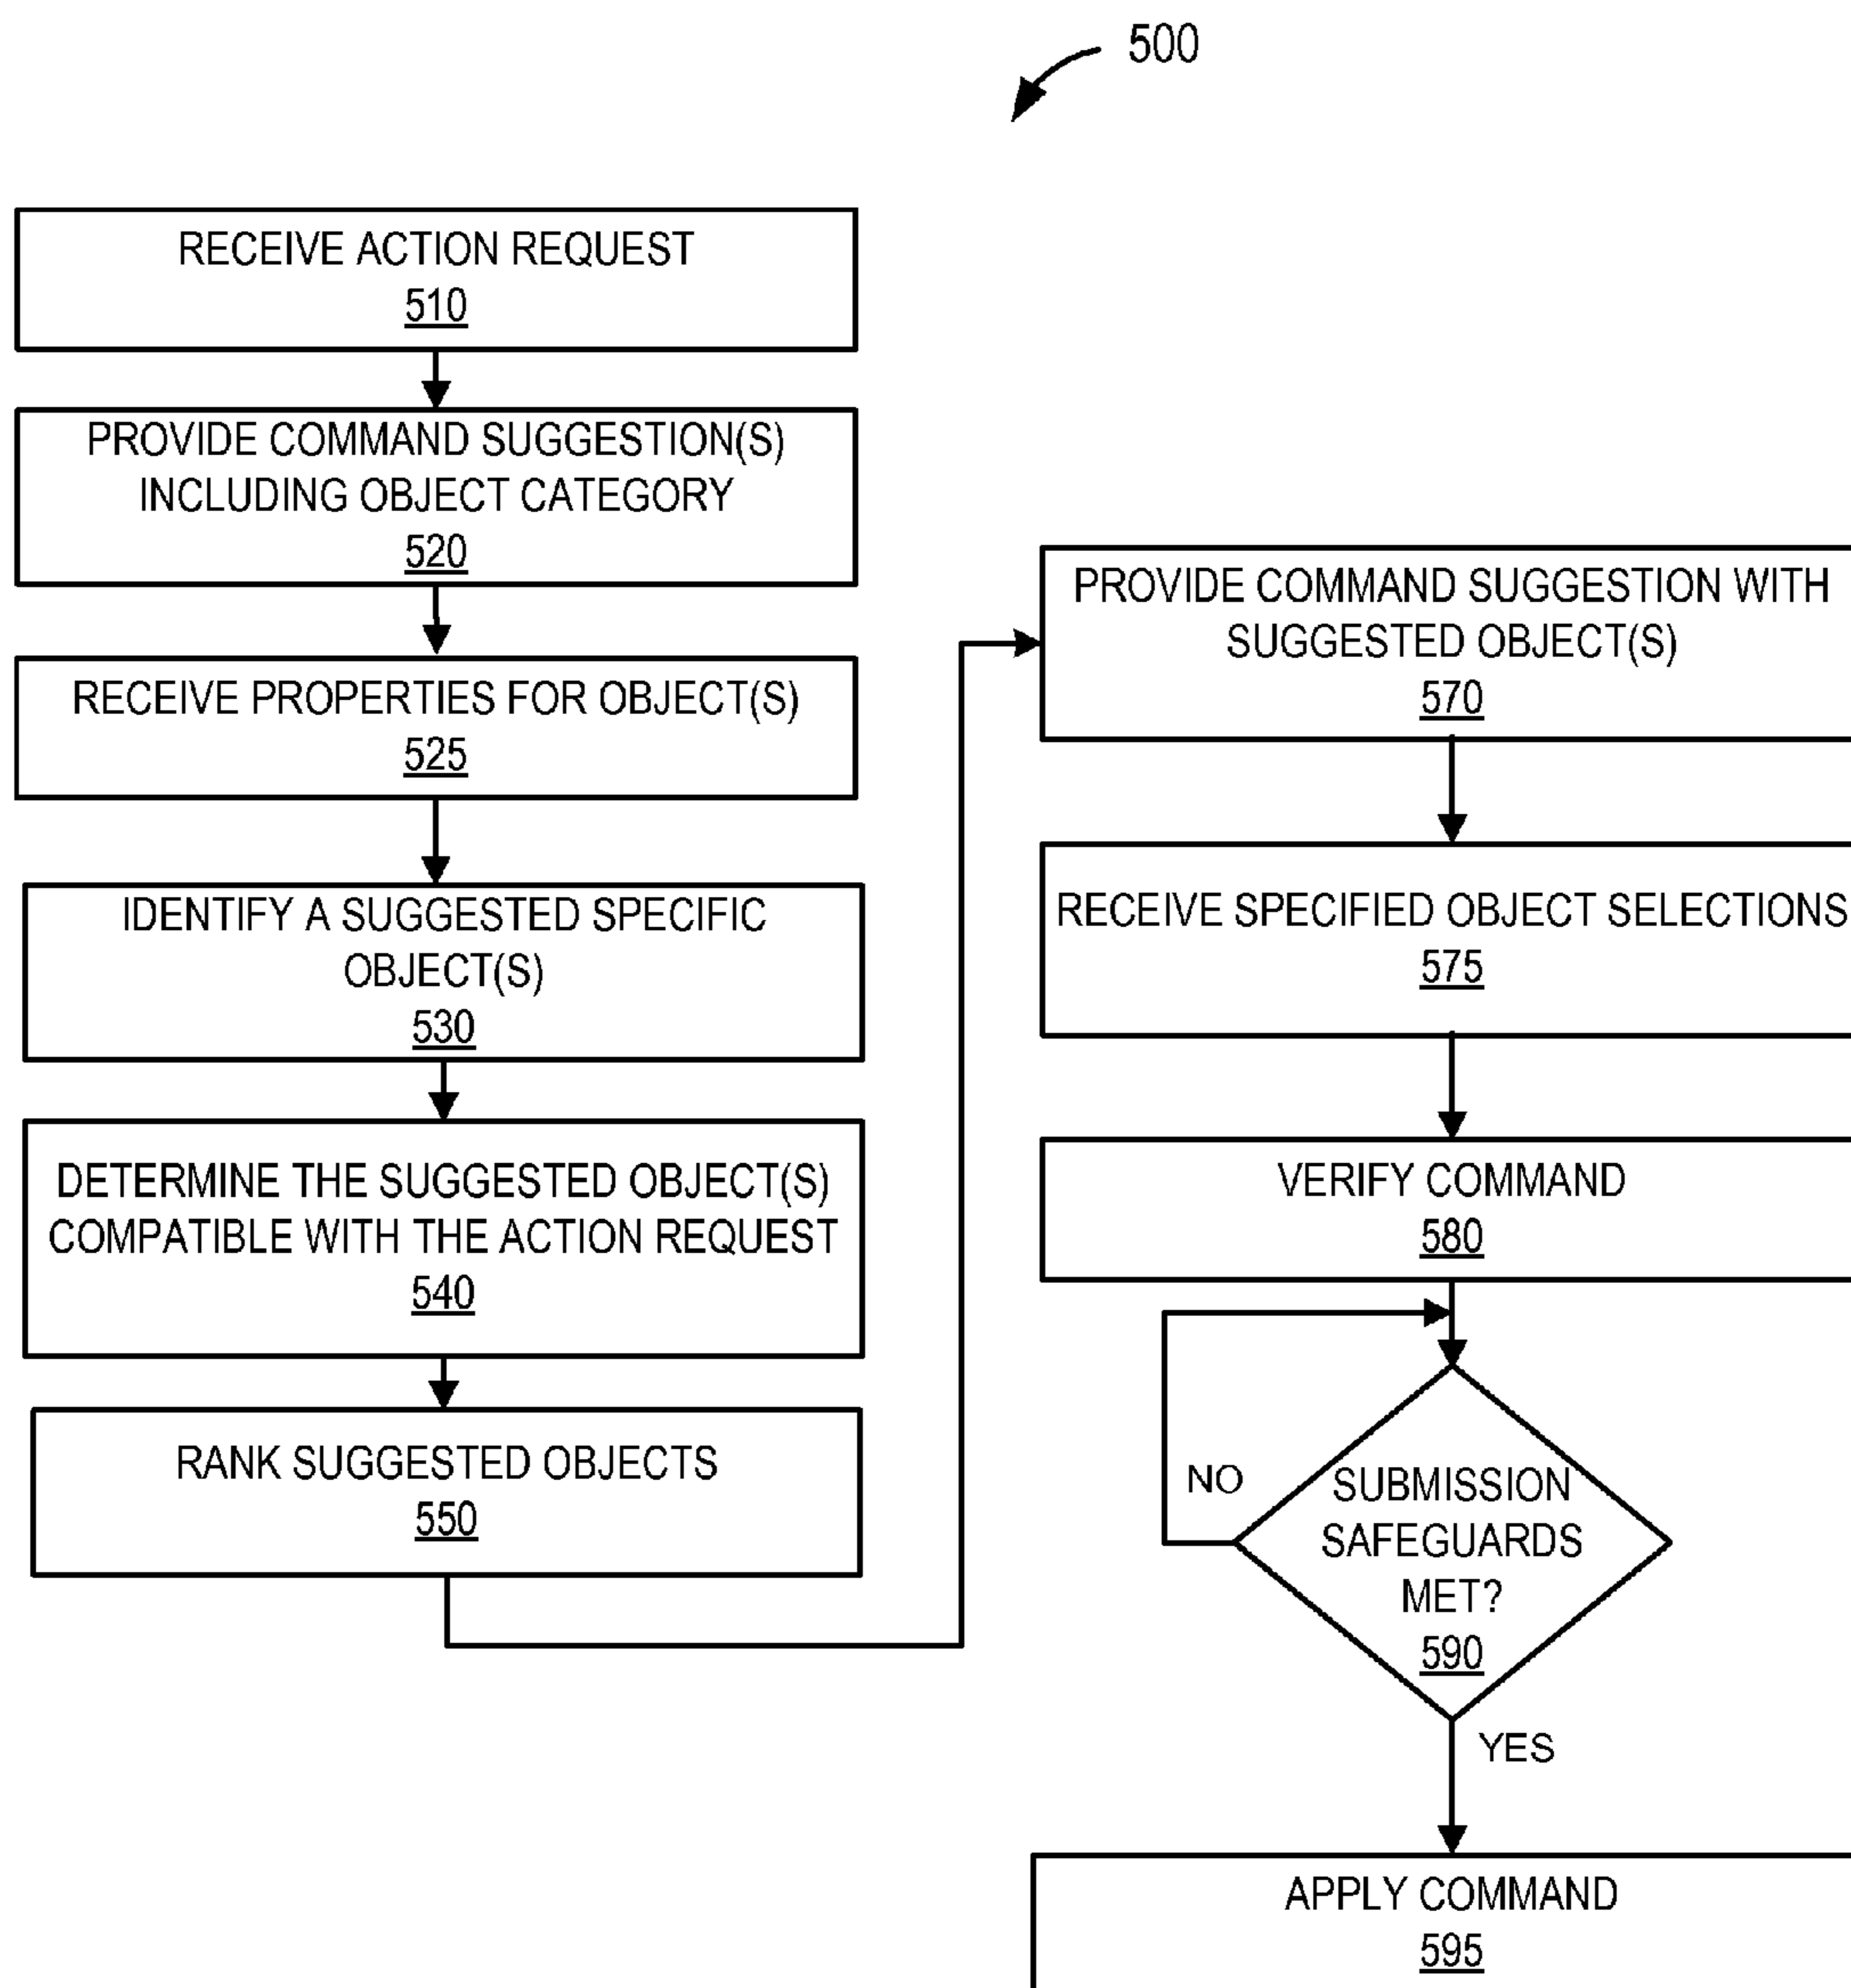 500
RECEIVE ACTION REQUEST
510
PROVIDE COMMAND SUGGESTION(S)
INCLUDING OBJECT CATEGORY
520
RECEIVE PROPERTIES FOR OBJECT(S)
525
IDENTIFY A SUGGESTED SPECIFIC
OBJECT(S)
530
DETERMINE THE SUGGESTED OBJECT(S)
COMPATIBLE WITH THE ACTION REQUEST
540
RANK SUGGESTED OBJECTS
550
PROVIDE COMMAND SUGGESTION WITH
SUGGESTED OBJECT(S)
570
RECEIVE SPECIFIED OBJECT SELECTIONS
575
VERIFY COMMAND
580
NO
SUBMISSION
SAFEGUARDS
MET?
590
YES
APPLY COMMAND
595